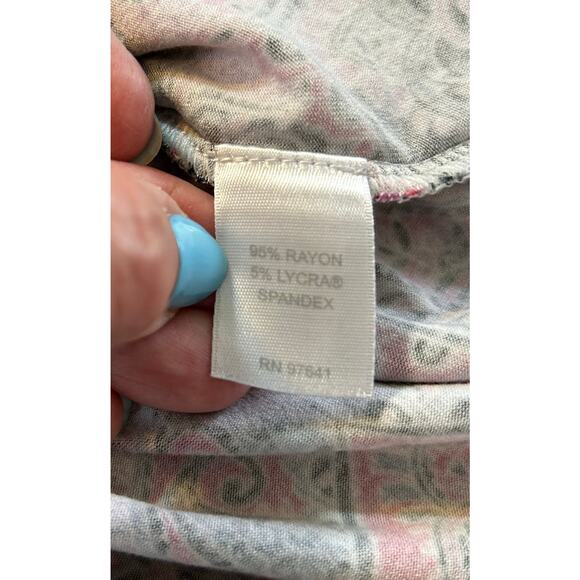 95% RAYON
5% LYCRA®
SPANDEX
RN 97641